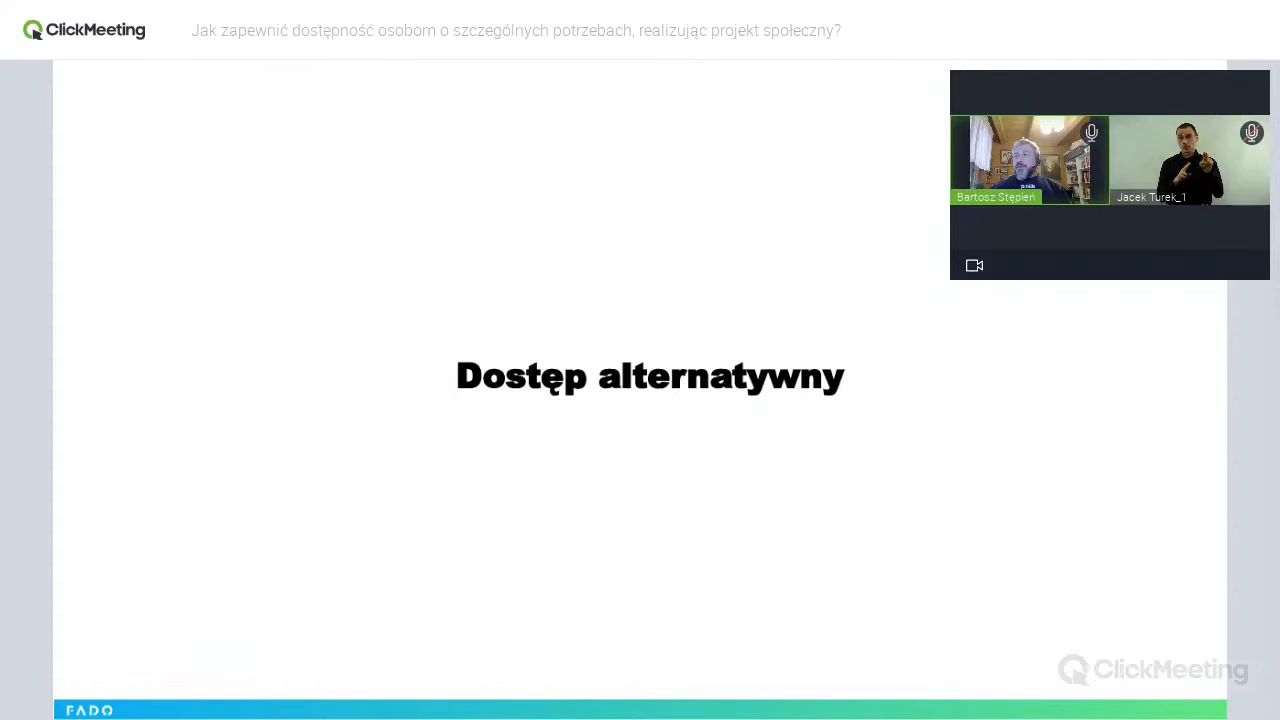 ClickMeeting
Jak zapewnić dostępność osobom o szczególnych potrzebach, realizując projekt społeczny?
Bartosz Stępień
Jacek Turek_1
Dostęp alternatywny
ClickMeeting
FADO